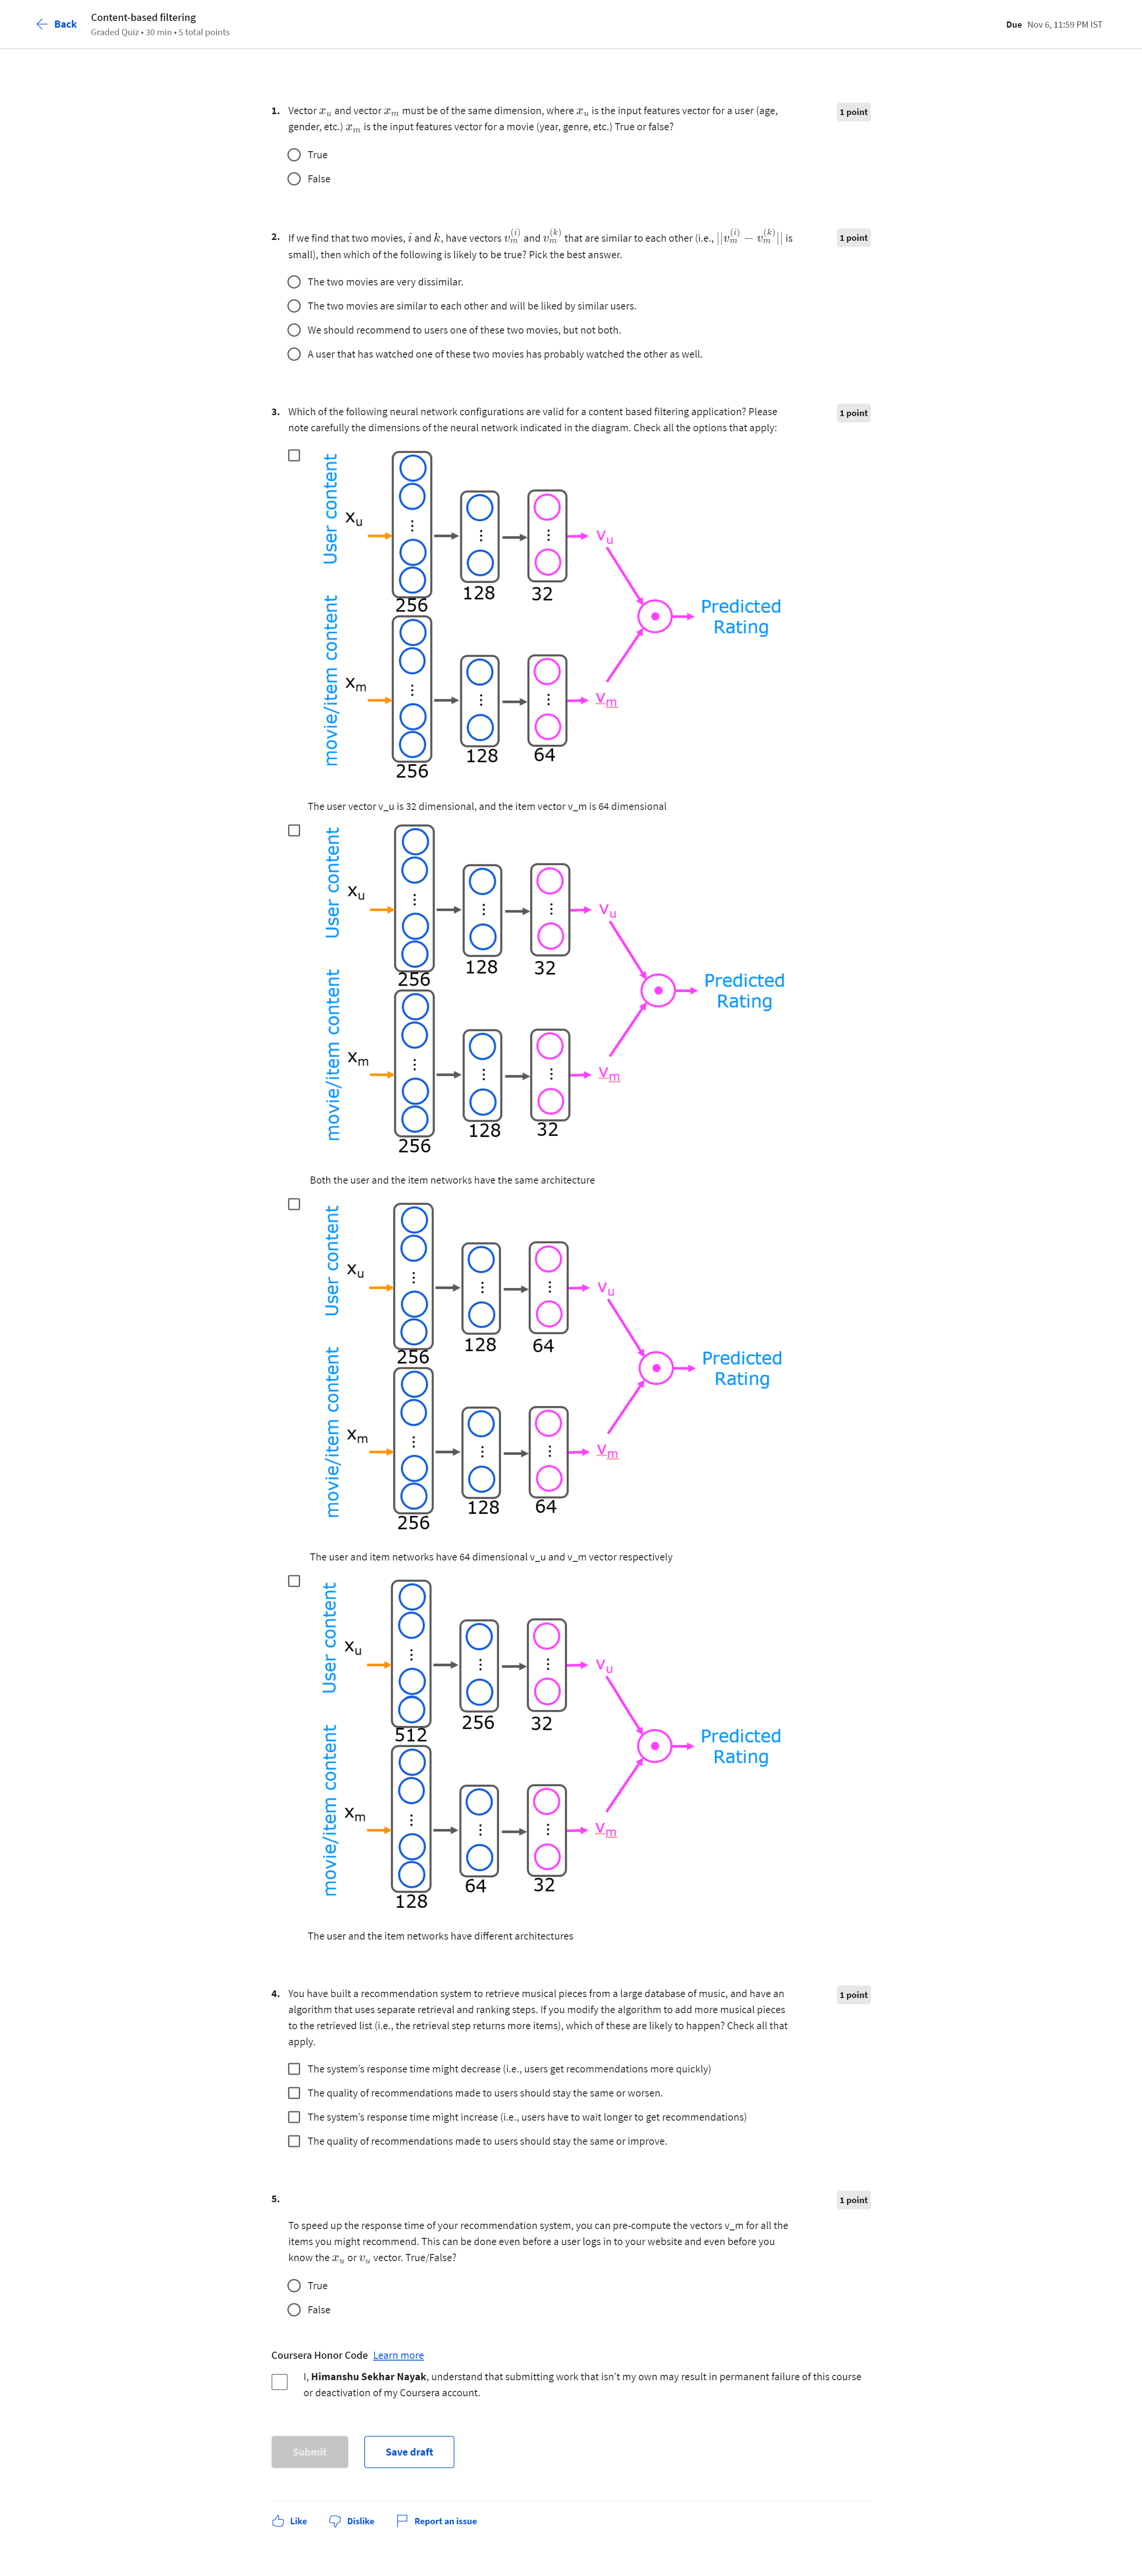 Back
Content-based filtering
Graded Quiz • 30 min • 5 total points
Due Nov 6, 11:59 PM IST
1. Vector x_u and vector x_m must be of the same dimension, where x_u is the input features vector for a user (age,
gender, etc.) x_m is the input features vector for a movie (year, genre, etc.) True or false?
1 point
True
False
2. If we find that two movies, i and k, have vectors v_m^(i) and v_m^(k) that are similar to each other (i.e., ||v_m^(i) − v_m^(k)|| is
small), then which of the following is likely to be true? Pick the best answer.
1 point
The two movies are very dissimilar.
The two movies are similar to each other and will be liked by similar users.
We should recommend to users one of these two movies, but not both.
A user that has watched one of these two movies has probably watched the other as well.
3. Which of the following neural network configurations are valid for a content based filtering application? Please
note carefully the dimensions of the neural network indicated in the diagram. Check all the options that apply:
1 point
User content
x_u
256
128
32
v_u
movie/item content
x_m
256
128
64
v_m
Predicted
Rating
The user vector v_u is 32 dimensional, and the item vector v_m is 64 dimensional
User content
x_u
256
128
32
v_u
movie/item content
x_m
256
128
32
v_m
Predicted
Rating
Both the user and the item networks have the same architecture
User content
x_u
256
128
64
v_u
movie/item content
x_m
256
128
64
v_m
Predicted
Rating
The user and item networks have 64 dimensional v_u and v_m vector respectively
User content
x_u
512
256
32
v_u
movie/item content
x_m
128
64
32
v_m
Predicted
Rating
The user and the item networks have different architectures
4. You have built a recommendation system to retrieve musical pieces from a large database of music, and have an
algorithm that uses separate retrieval and ranking steps. If you modify the algorithm to add more musical pieces
to the retrieved list (i.e., the retrieval step returns more items), which of these are likely to happen? Check all that
apply.
1 point
The system's response time might decrease (i.e., users get recommendations more quickly)
The quality of recommendations made to users should stay the same or worsen.
The system's response time might increase (i.e., users have to wait longer to get recommendations)
The quality of recommendations made to users should stay the same or improve.
5.
1 point
To speed up the response time of your recommendation system, you can pre-compute the vectors v_m for all the
items you might recommend. This can be done even before a user logs in to your website and even before you
know the x_u or v_u vector. True/False?
True
False
Coursera Honor Code Learn more
I, Himanshu Sekhar Nayak, understand that submitting work that isn't my own may result in permanent failure of this course
or deactivation of my Coursera account.
Submit
Save draft
Like
Dislike
Report an issue